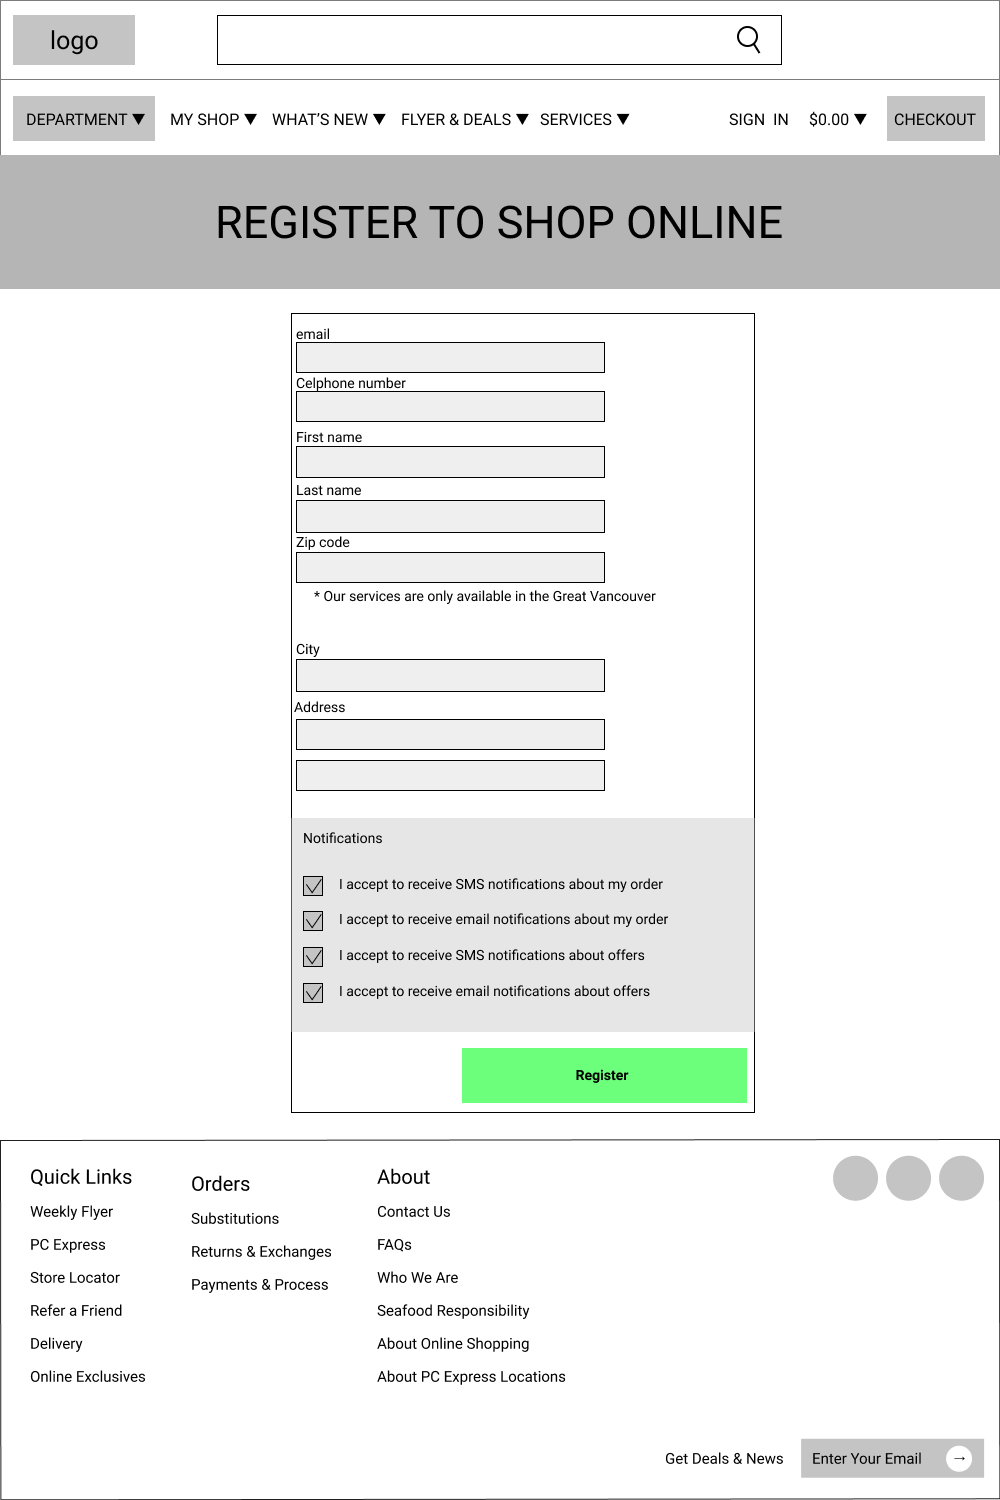 logo
DEPARTMENT ▼ MY SHOP ▼ WHAT'S NEW ▼ FLYER & DEALS ▼ SERVICES ▼ SIGN IN $0.00 ▼ CHECKOUT
REGISTER TO SHOP ONLINE
email
Celphone number
First name
Last name
Zip code
* Our services are only available in the Great Vancouver
City
Address
Notifications
I accept to receive SMS notifications about my order
I accept to receive email notifications about my order
I accept to receive SMS notifications about offers
I accept to receive email notifications about offers
Register
Quick Links
Weekly Flyer
PC Express
Store Locator
Refer a Friend
Delivery
Online Exclusives
Orders
Substitutions
Returns & Exchanges
Payments & Process
About
Contact Us
FAQs
Who We Are
Seafood Responsibility
About Online Shopping
About PC Express Locations
Get Deals & News
Enter Your Email →